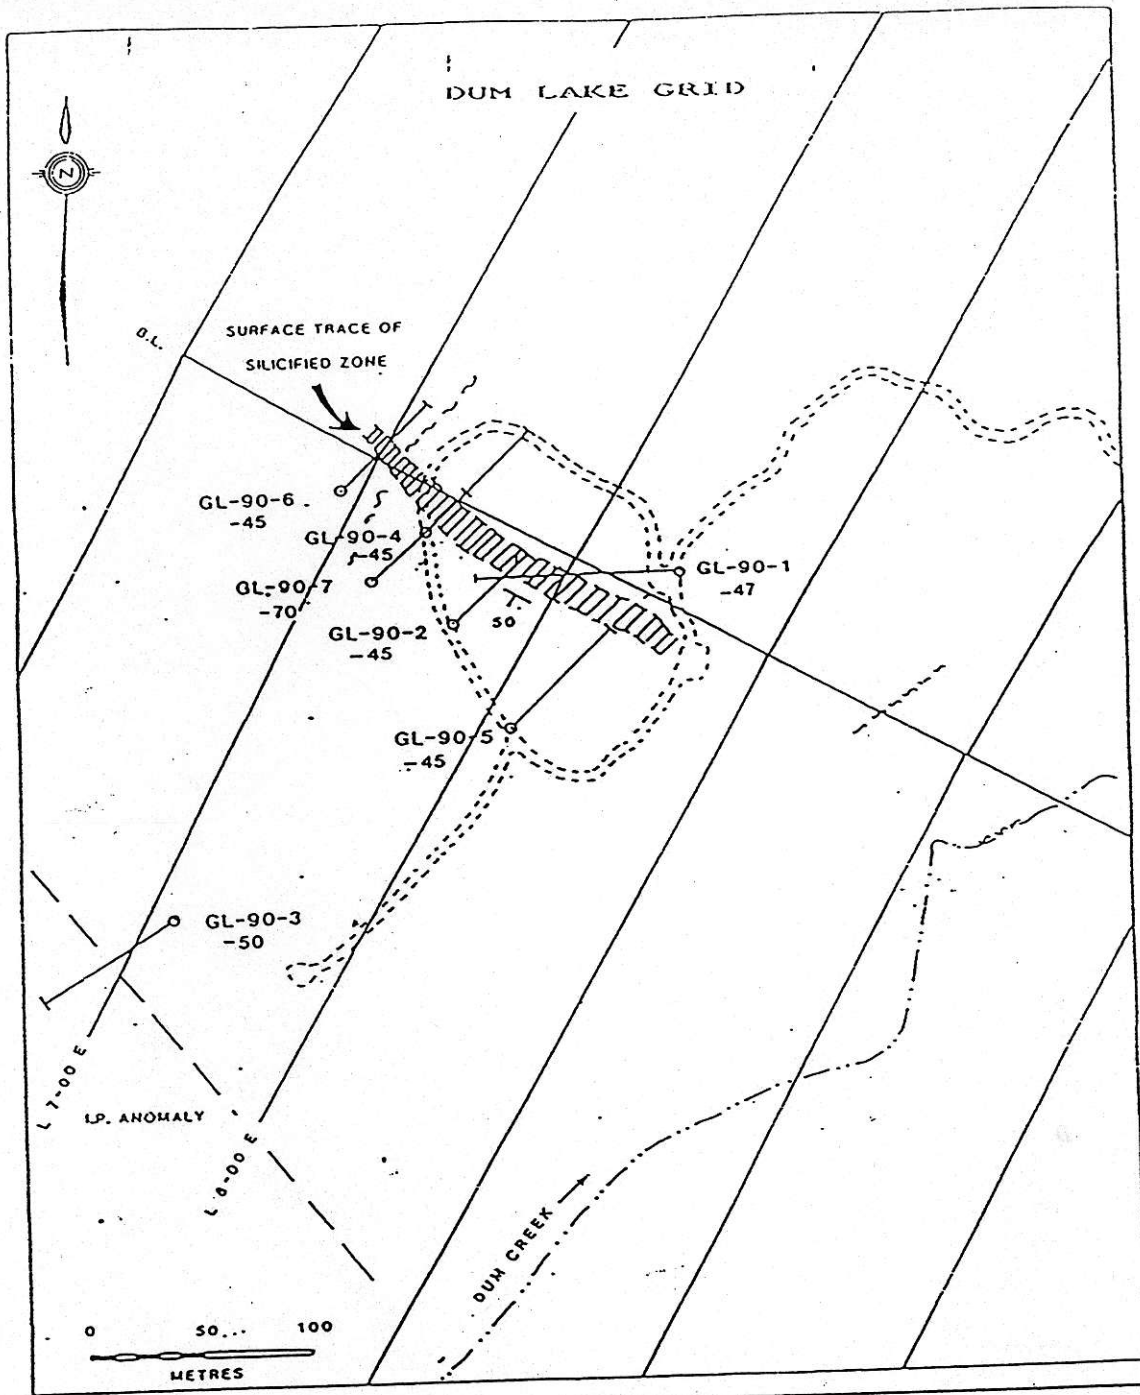 DUM LAKE GRID
N
B.L.
SURFACE TRACE OF
SILICIFIED ZONE
GL-90-6
-45
GL-90-4
-45
GL-90-7
-70
GL-90-2
-45
50
GL-90-1
-47
GL-90-5
-45
GL-90-3
-50
L 7-00 E
I.P. ANOMALY
L 8-00 E
DUM CREEK
0 50 100
METRES